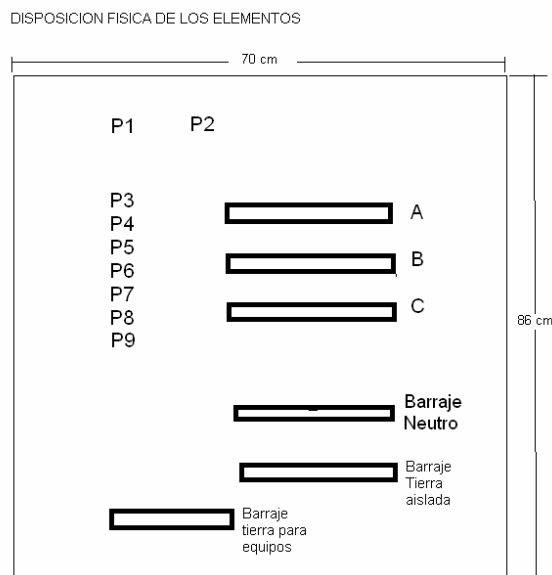 DISPOSICION FISICA DE LOS ELEMENTOS
70 cm
P1
P2
P3
P4
P5
P6
P7
P8
P9
A
B
C
86 cm
Barraje
Neutro
Barraje
Tierra
aislada
Barraje
tierra para
equipos